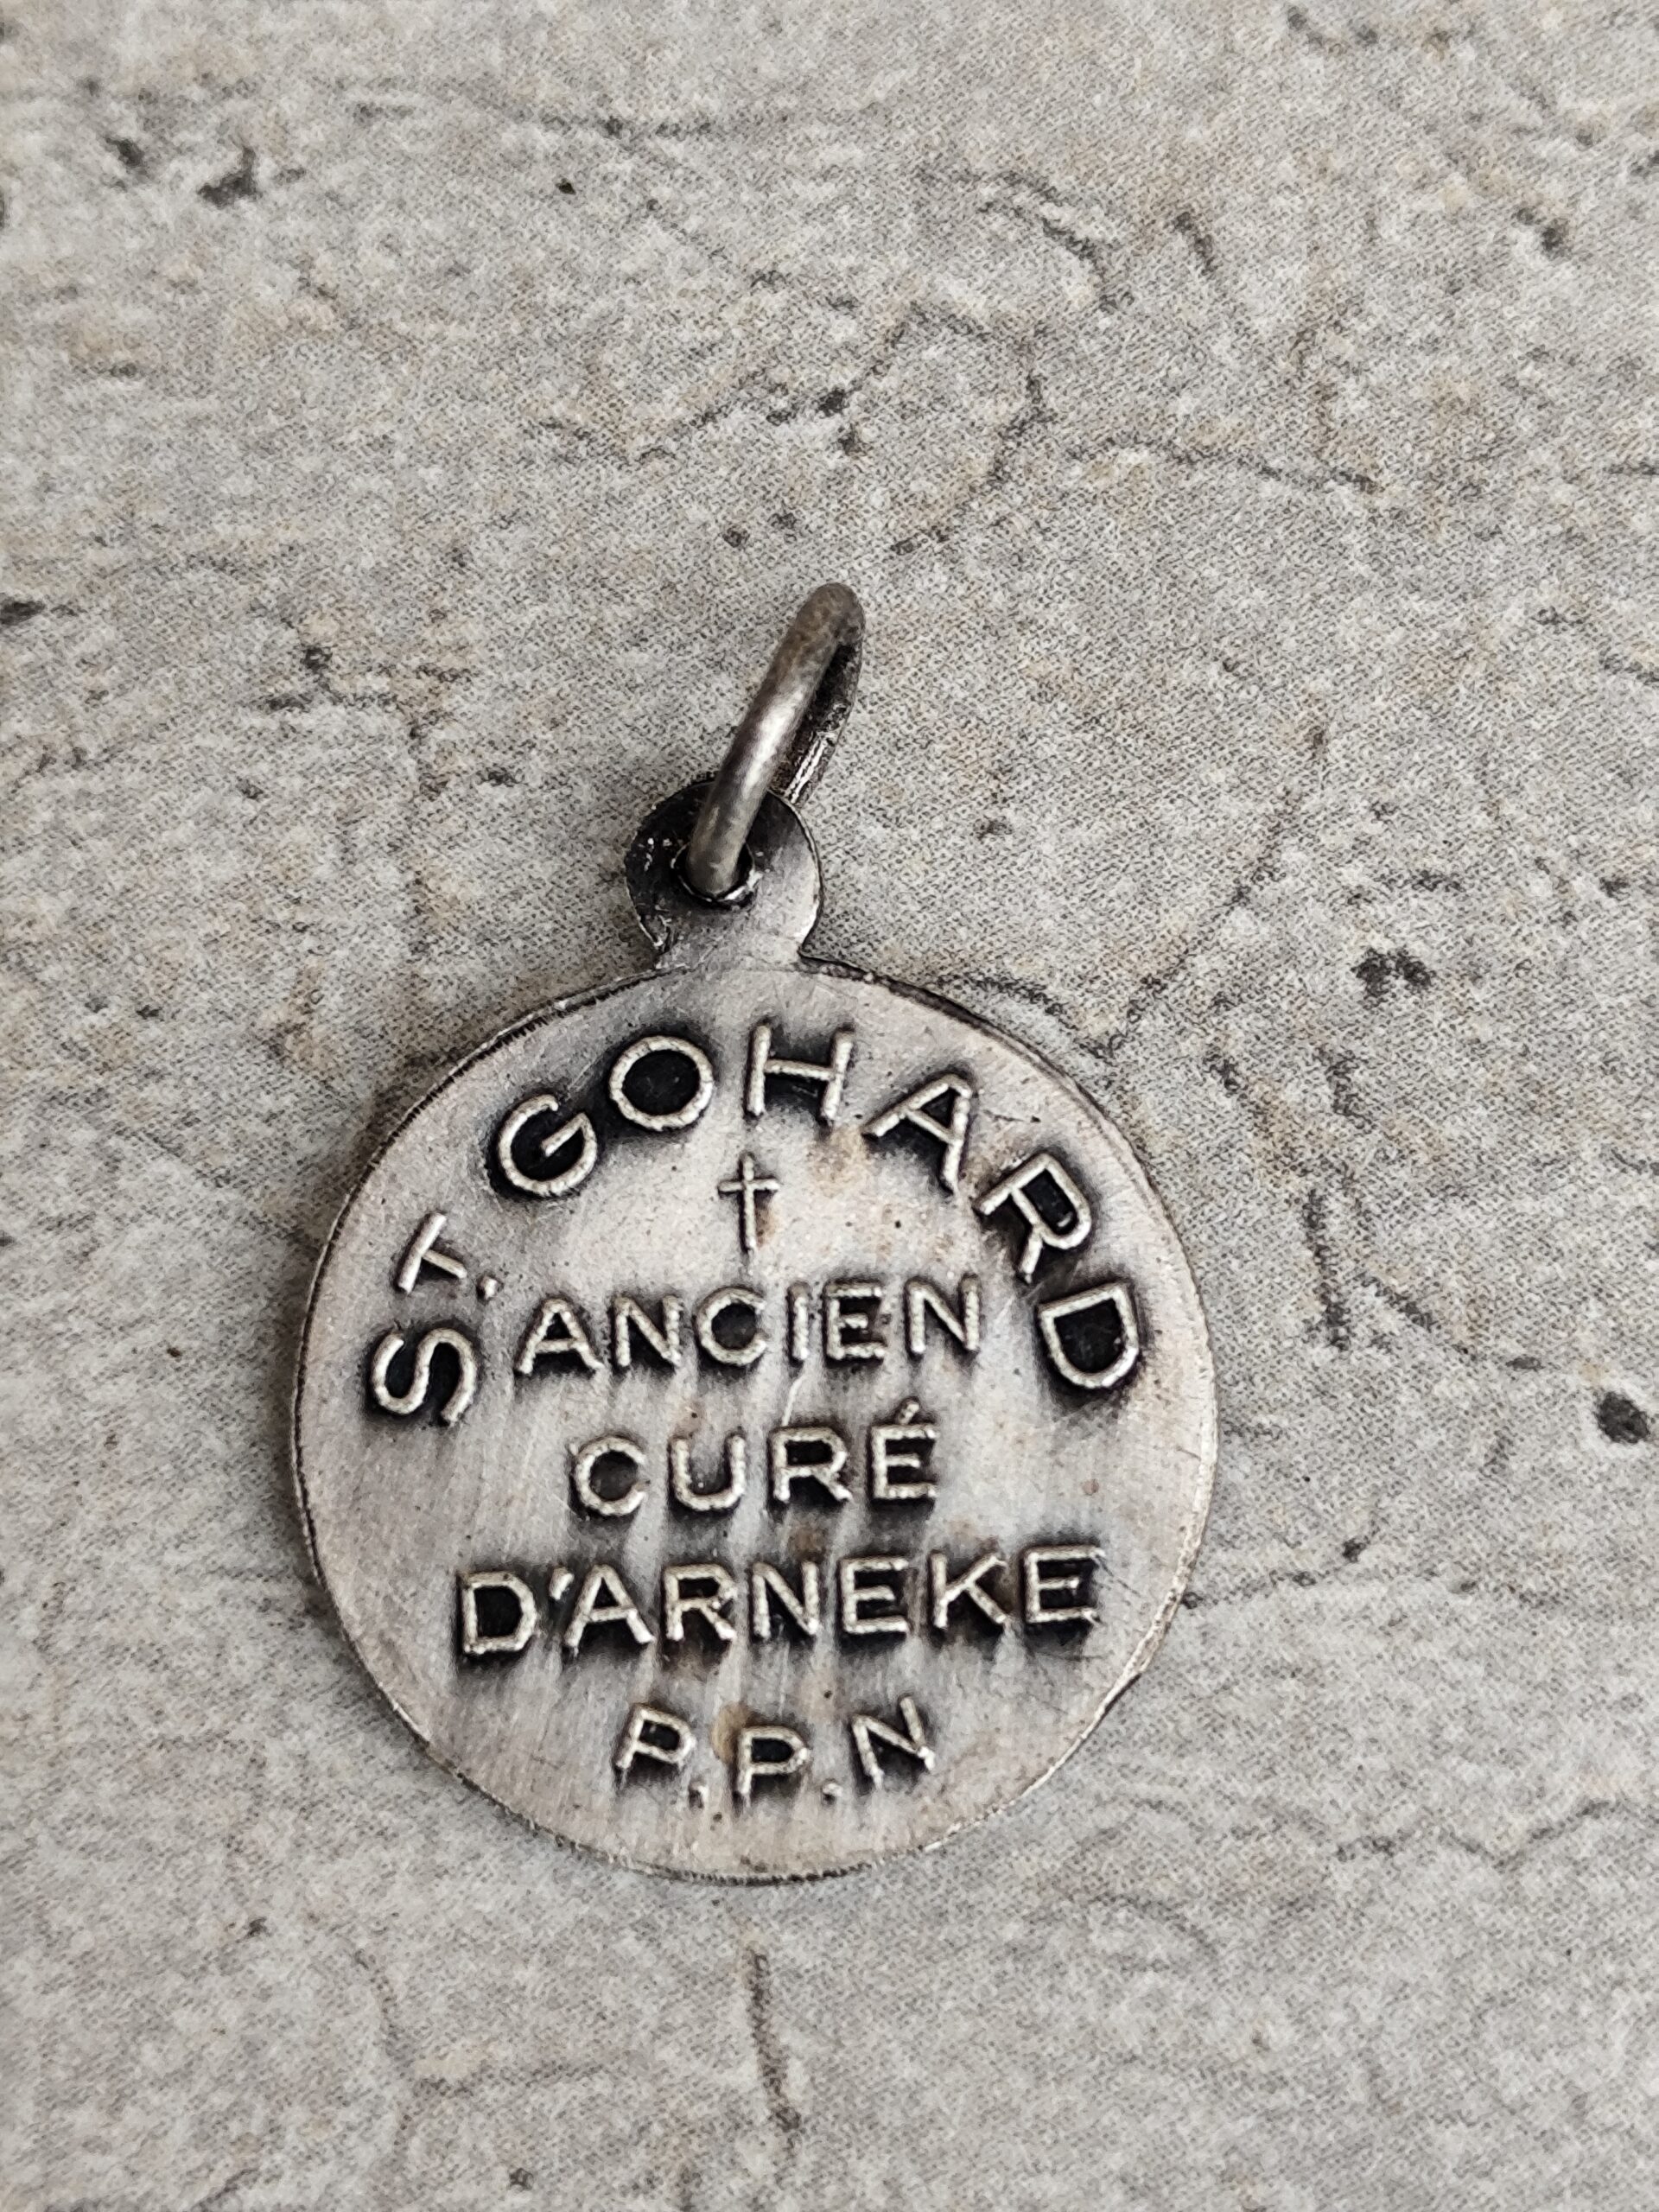 ST. GOHARD
†
ANCIEN
CURÉ
D'ARNEKE
P.P.N